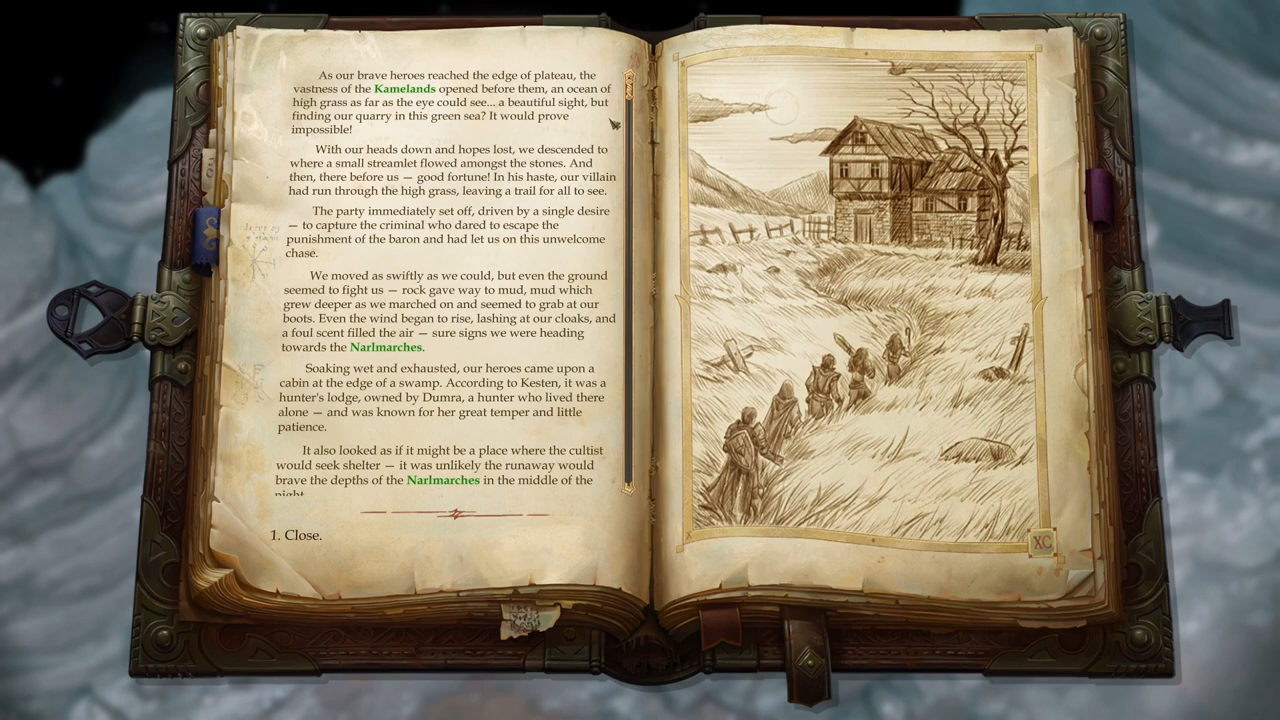 As our brave heroes reached the edge of plateau, the
vastness of the Kamelands opened before them, an ocean of
high grass as far as the eye could see... a beautiful sight, but
finding our quarry in this green sea? It would prove
impossible!
With our heads down and hopes lost, we descended to
where a small streamlet flowed amongst the stones. And
then, there before us — good fortune! In his haste, our villain
had run through the high grass, leaving a trail for all to see.
The party immediately set off, driven by a single desire
— to capture the criminal who dared to escape the
punishment of the baron and had let us on this unwelcome
chase.
We moved as swiftly as we could, but even the ground
seemed to fight us — rock gave way to mud, mud which
grew deeper as we marched on and seemed to grab at our
boots. Even the wind began to rise, lashing at our cloaks, and
a foul scent filled the air — sure signs we were heading
towards the Narlmarches.
Soaking wet and exhausted, our heroes came upon a
cabin at the edge of a swamp. According to Kesten, it was a
hunter's lodge, owned by Dumra, a hunter who lived there
alone — and was known for her great temper and little
patience.
It also looked as if it might be a place where the cultist
would seek shelter — it was unlikely the runaway would
brave the depths of the Narlmarches in the middle of the
night
1. Close.
XC